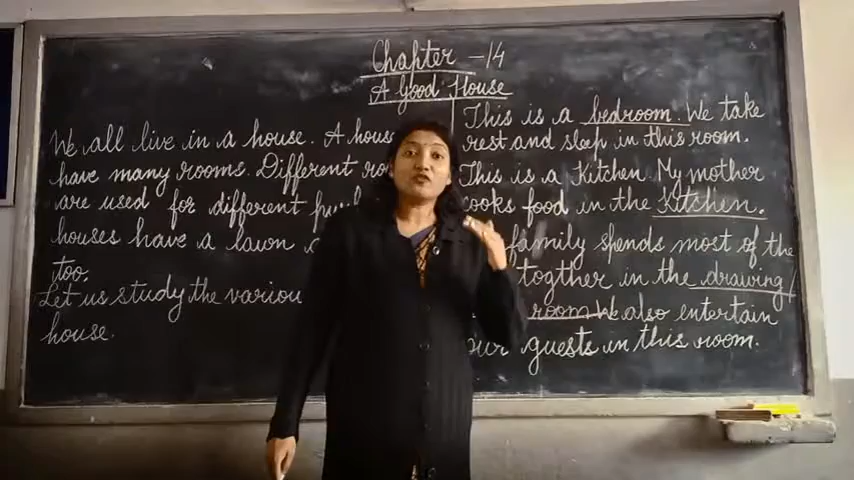 Chapter - 14
A Good House
We all live in a house. A hous
have many rooms. Different ro
are used for different
houses have a lawn
too.
Let us study the variou
house.
This is a bedroom. We take
rest and sleep in this room.
This is a Kitchen. My mother
cooks food in the Kitchen.
family spends most of the
together in the drawing/
room. We also entertain
our guests in this room.